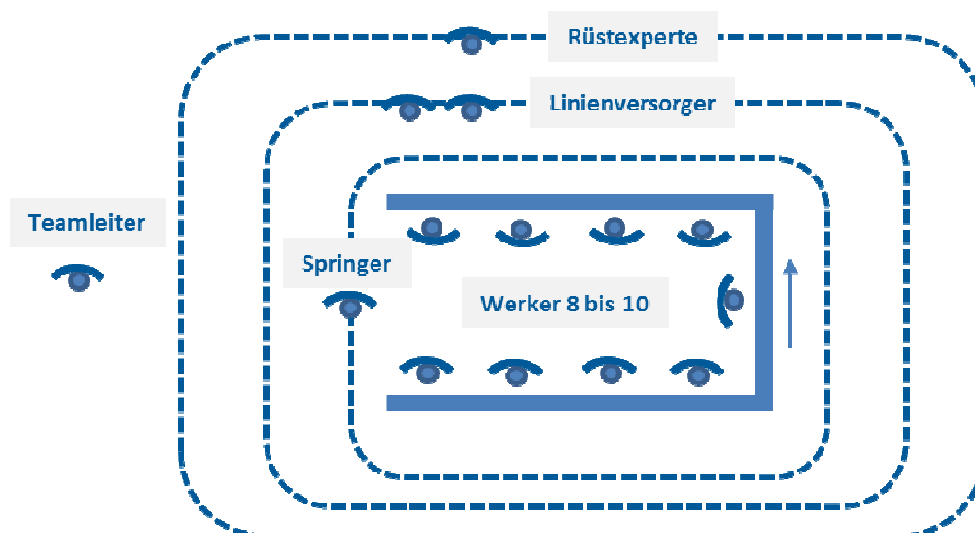 Rüstexperte
Linienversorger
Teamleiter
Springer
Werker 8 bis 10